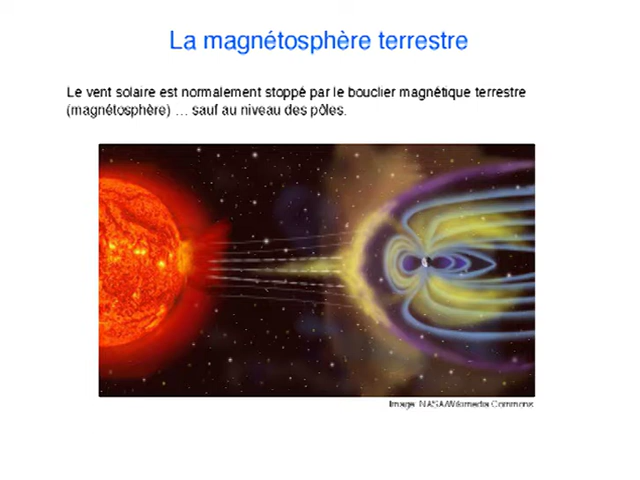 La magnétosphère terrestre
Le vent solaire est normalement stoppé par le bouclier magnétique terrestre
(magnétosphère) … sauf au niveau des pôles.
Image: NASA/Wikimedia Commons